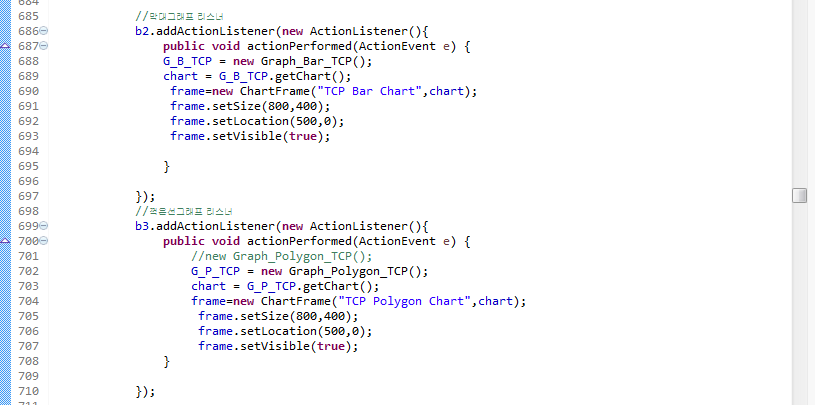 684
685 //막대그래프 리스너
686 b2.addActionListener(new ActionListener(){
687 public void actionPerformed(ActionEvent e) {
688 G_B_TCP = new Graph_Bar_TCP();
689 chart = G_B_TCP.getChart();
690 frame=new ChartFrame("TCP Bar Chart",chart);
691 frame.setSize(800,400);
692 frame.setLocation(500,0);
693 frame.setVisible(true);
694
695 }
696
697 });
698 //꺽은선그래프 리스너
699 b3.addActionListener(new ActionListener(){
700 public void actionPerformed(ActionEvent e) {
701 //new Graph_Polygon_TCP();
702 G_P_TCP = new Graph_Polygon_TCP();
703 chart = G_P_TCP.getChart();
704 frame=new ChartFrame("TCP Polygon Chart",chart);
705 frame.setSize(800,400);
706 frame.setLocation(500,0);
707 frame.setVisible(true);
708 }
709
710 });
711